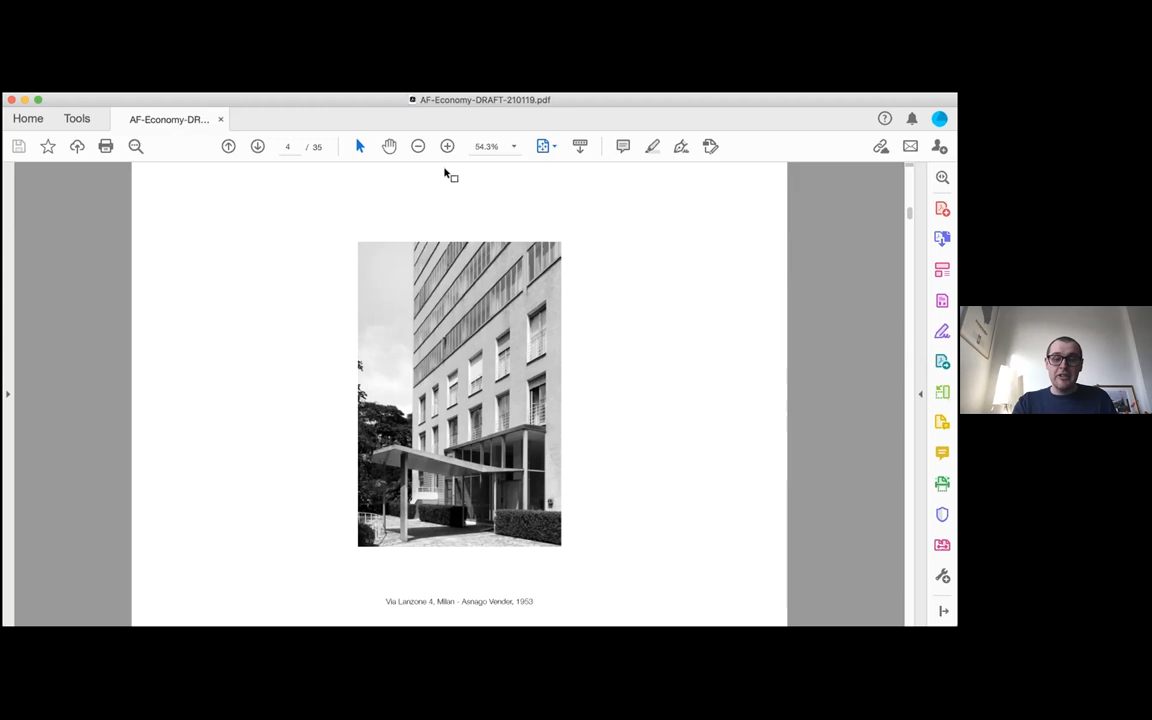 AF-Economy-DRAFT-210119.pdf
Home
Tools
AF-Economy-DR...
4 / 35
54.3%
Via Lanzone 4, Milan - Asnago Vender, 1953